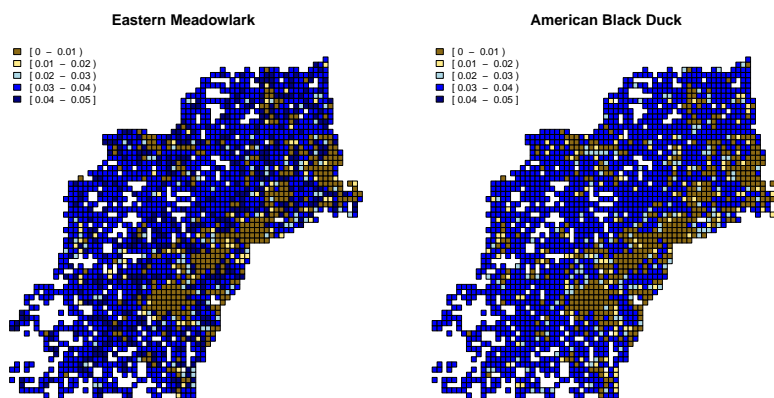 Eastern Meadowlark
[ 0 − 0.01 )
[ 0.01 − 0.02 )
[ 0.02 − 0.03 )
[ 0.03 − 0.04 )
[ 0.04 − 0.05 ]
American Black Duck
[ 0 − 0.01 )
[ 0.01 − 0.02 )
[ 0.02 − 0.03 )
[ 0.03 − 0.04 )
[ 0.04 − 0.05 ]